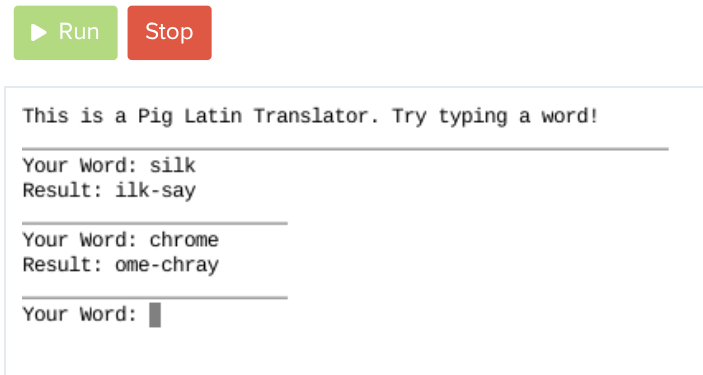 Run Stop
This is a Pig Latin Translator. Try typing a word!
Your Word: silk
Result: ilk-say
Your Word: chrome
Result: ome-chray
Your Word: